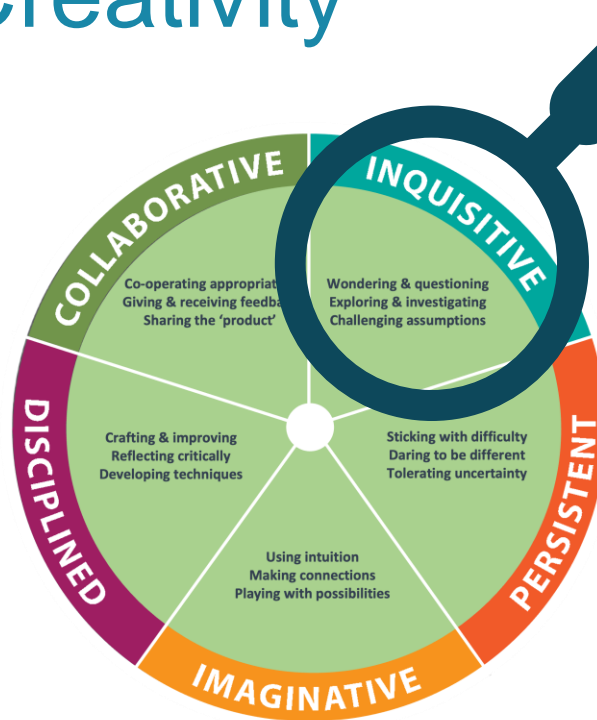 Creativity
COLLABORATIVE
Co-operating
Giving & receiving
Sharing the ‘product’
INQUISITIVE
Wondering & questioning
Exploring & investigating
Challenging assumptions
PERSISTENT
Sticking with difficulty
Daring to be different
Tolerating uncertainty
IMAGINATIVE
Using intuition
Making connections
Playing with possibilities
DISCIPLINED
Crafting & improving
Reflecting critically
Developing techniques